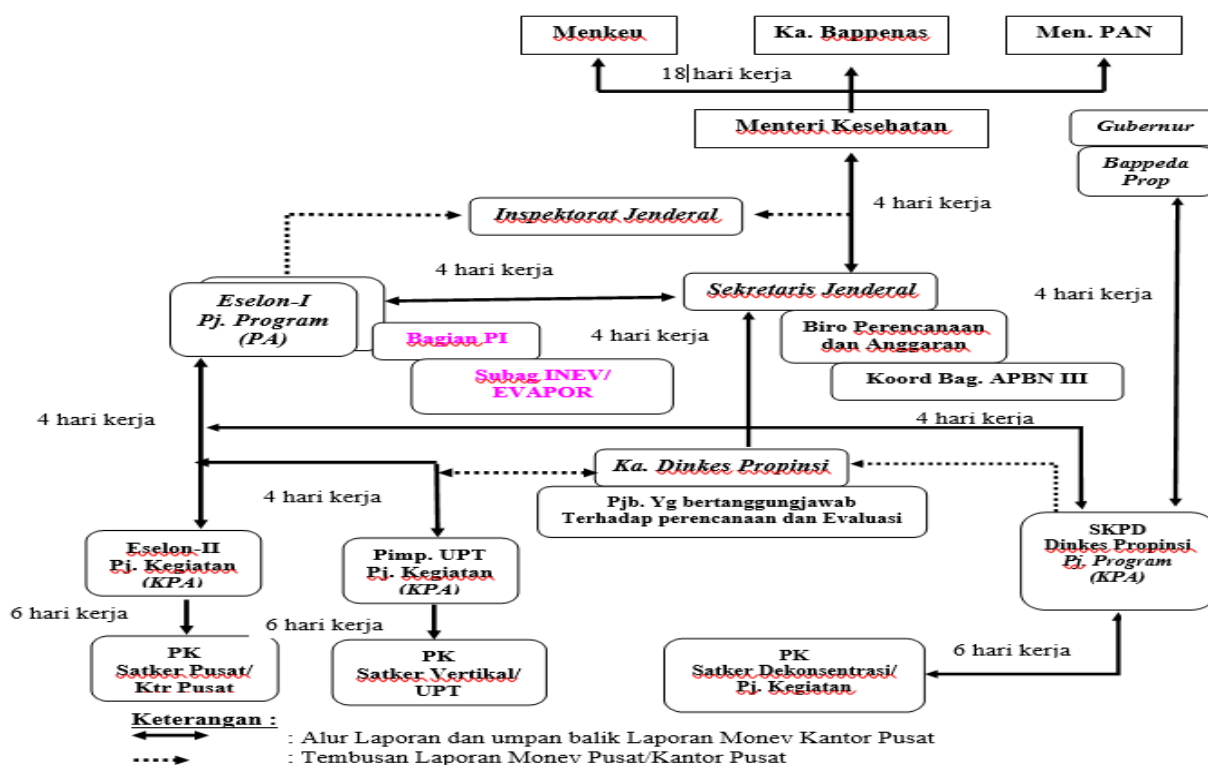 Menkeu
Ka. Bappenas
Men. PAN
18 hari kerja
Menteri Kesehatan
Gubernur
Bappeda
Prop
4 hari kerja
Inspektorat Jenderal
4 hari kerja
Sekretaris Jenderal
4 hari kerja
Eselon-I
Pj. Program
(PA)
4 hari kerja
Biro Perencanaan
dan Anggaran
Bagian PI
Koord Bag. APBN III
Subag INEV/
EVAPOR
4 hari kerja
4 hari kerja
Ka. Dinkes Propinsi
Pjb. Yg bertanggungjawab
Terhadap perencanaan dan Evaluasi
4 hari kerja
SKPD
Dinkes Propinsi
Pj. Program
(KPA)
Eselon-II
Pj. Kegiatan
(KPA)
Pimp. UPT
Pj. Kegiatan
(KPA)
6 hari kerja
6 hari kerja
6 hari kerja
PK
Satker Pusat/
Ktr Pusat
PK
Satker Vertikal/
UPT
PK
Satker Dekonsentrasi/
Pj. Kegiatan
Keterangan :
: Alur Laporan dan umpan balik Laporan Monev Kantor Pusat
: Tembusan Laporan Monev Pusat/Kantor Pusat